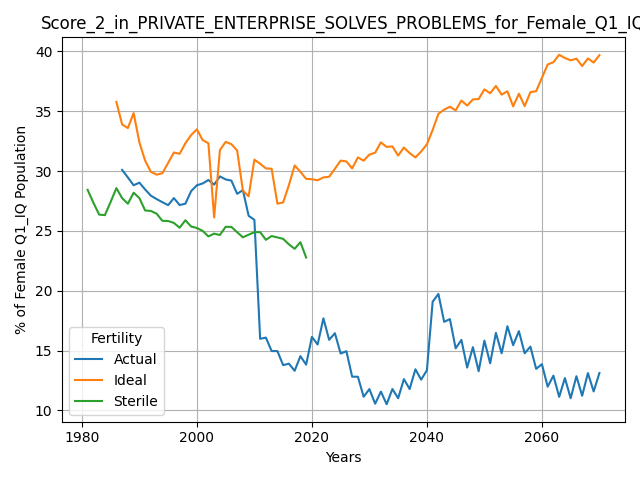 Score_2_in_PRIVATE_ENTERPRISE_SOLVES_PROBLEMS_for_Female_Q1_IQ
40
35
30
25
20
15
10
% of Female Q1_IQ Population
Fertility
Actual
Ideal
Sterile
1980 2000 2020 2040 2060
Years